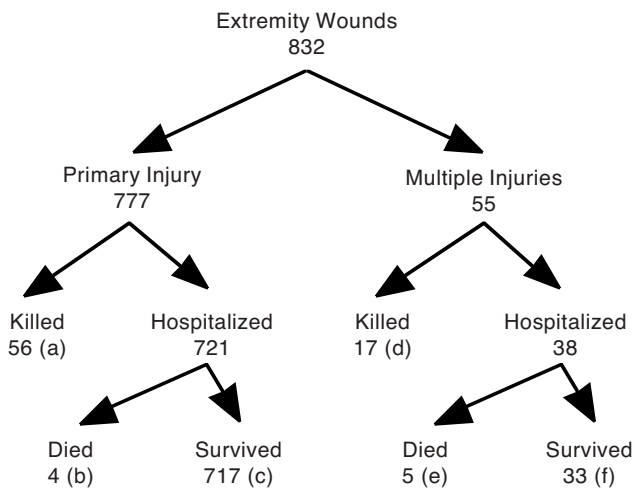 Extremity Wounds
832
Primary Injury
777
Multiple Injuries
55
Killed
56 (a)
Hospitalized
721
Killed
17 (d)
Hospitalized
38
Died
4 (b)
Survived
717 (c)
Died
5 (e)
Survived
33 (f)